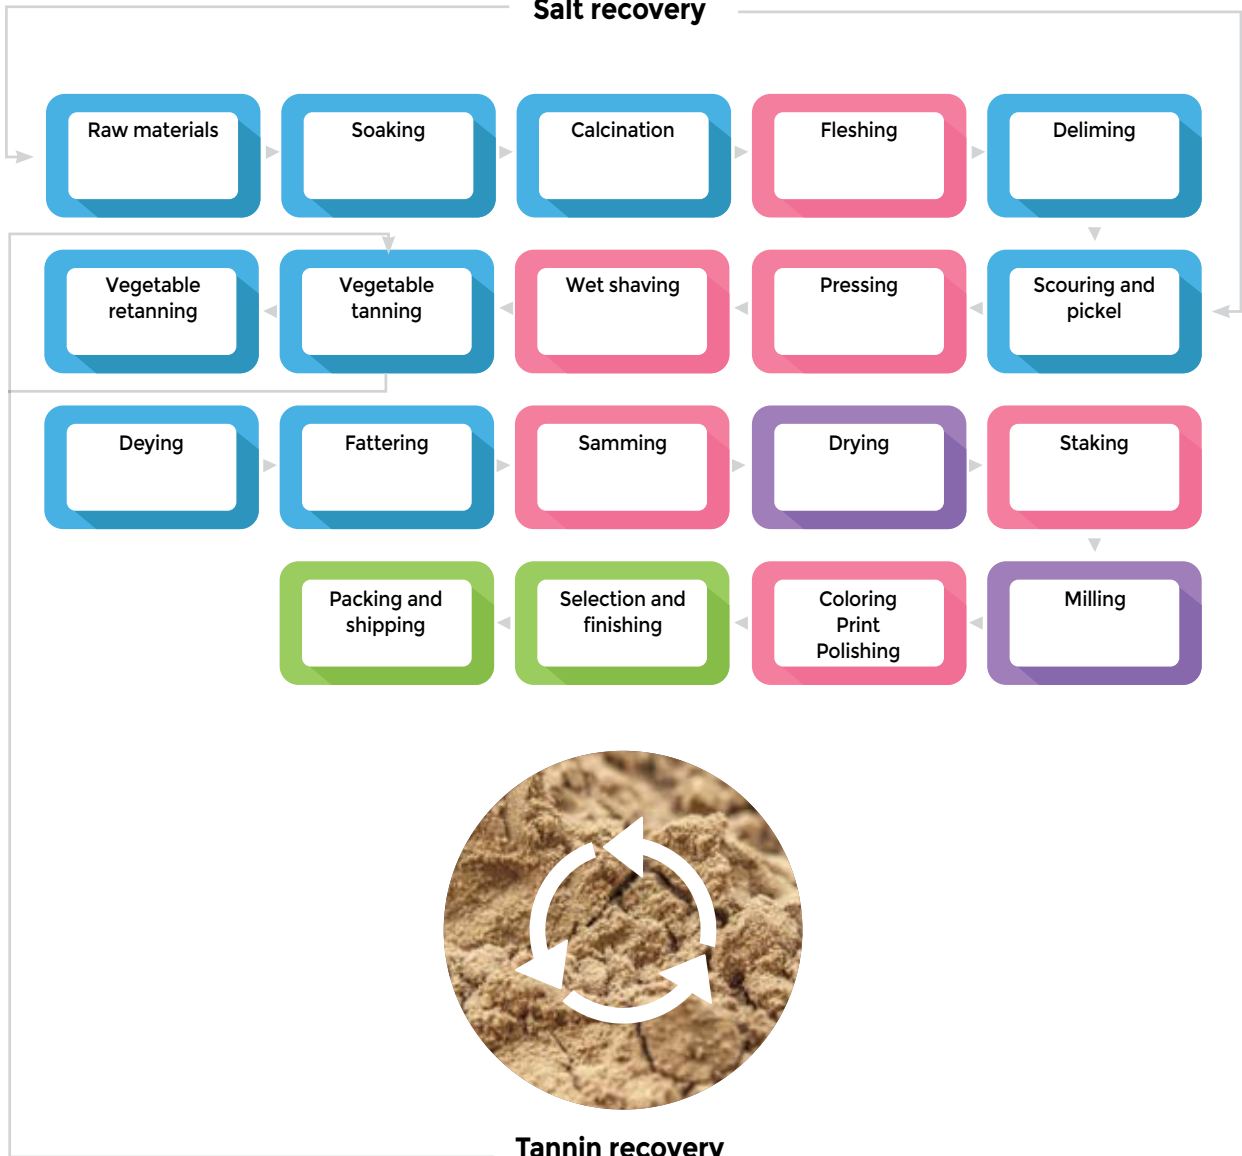 Salt recovery
Raw materials
Soaking
Calcination
Fleshing
Deliming
Vegetable
retanning
Vegetable
tanning
Wet shaving
Pressing
Scouring and
pickel
Deying
Fattering
Samming
Drying
Staking
Packing and
shipping
Selection and
finishing
Coloring
Print
Polishing
Milling
Tannin recovery